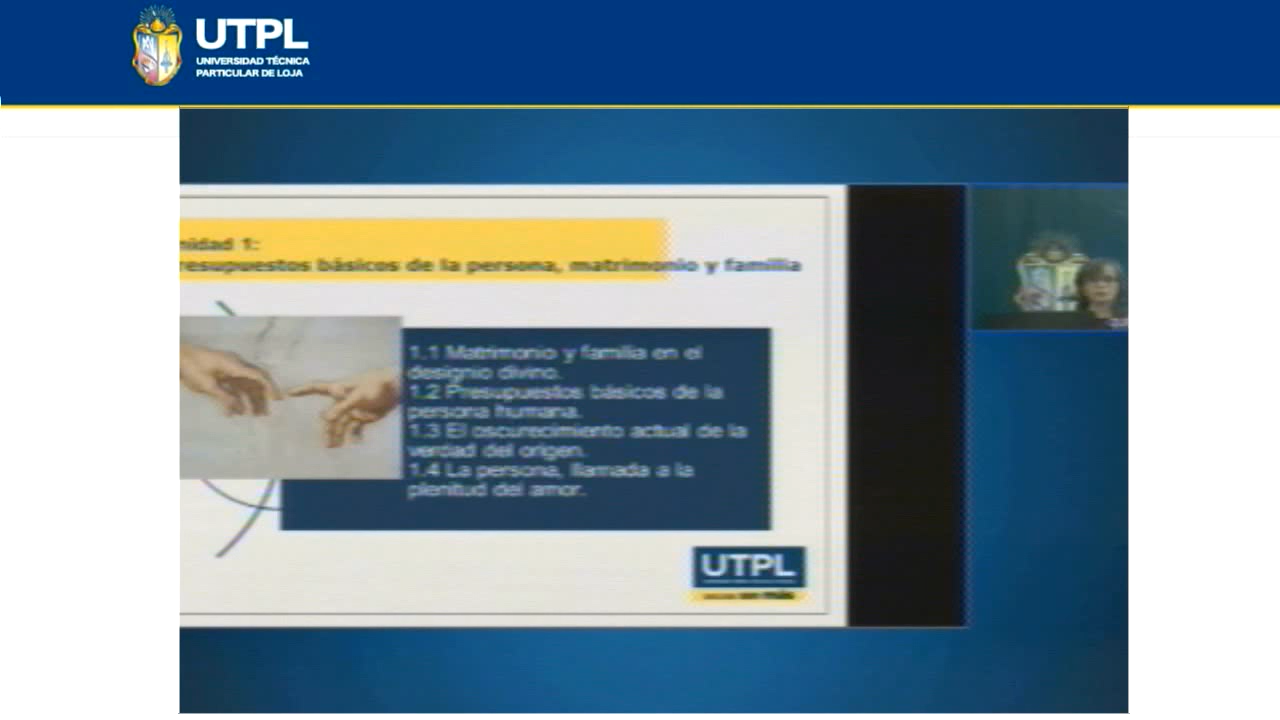 UTPL
UNIVERSIDAD TÉCNICA
PARTICULAR DE LOJA
nidad 1:
resupuestos básicos de la persona, matrimonio y familia
1.1 Matrimonio y familia en el
designio divino.
1.2 Presupuestos básicos de la
persona humana.
1.3 El oscurecimiento actual de la
verdad del origen.
1.4 La persona, llamada a la
plenitud del amor.
UTPL